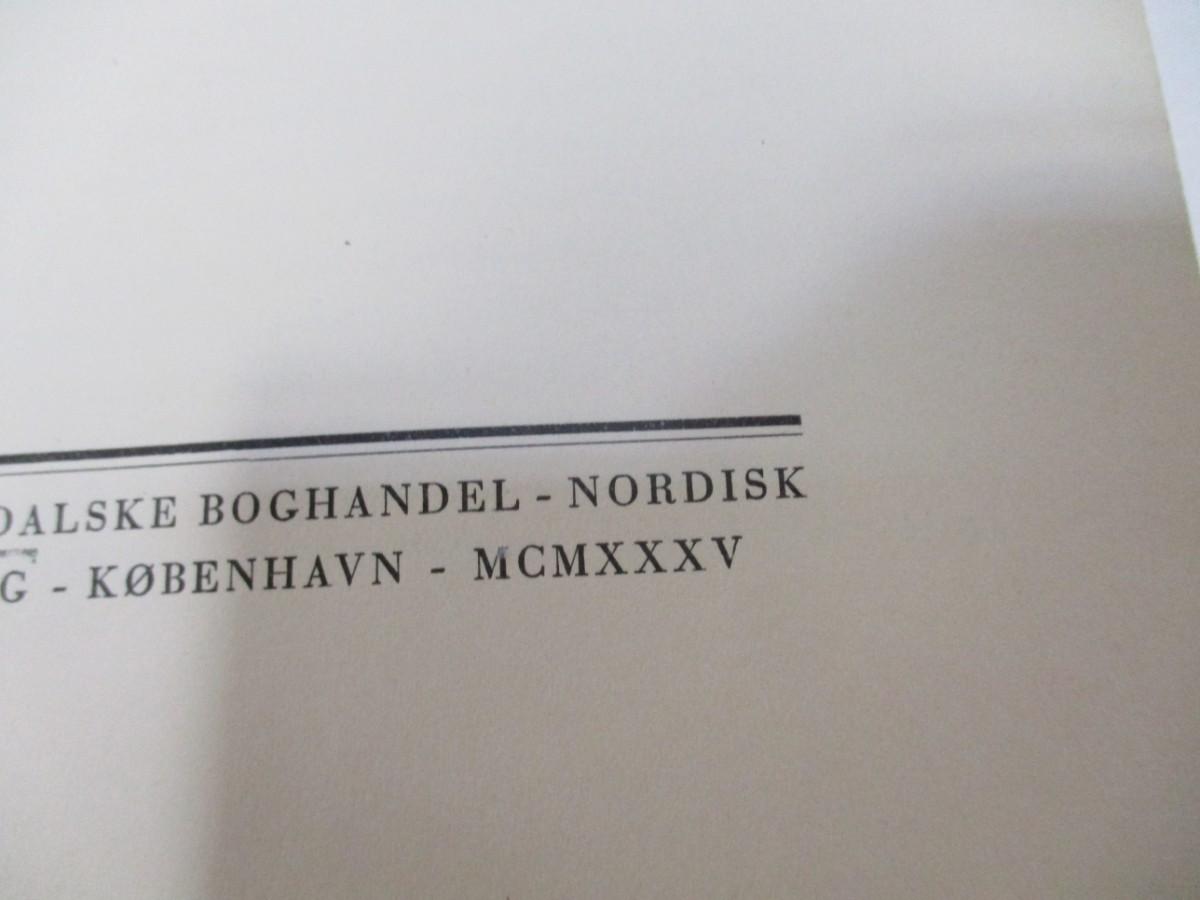 DALSKE BOGHANDEL - NORDISK
G - KØBENHAVN - MCMXXXV